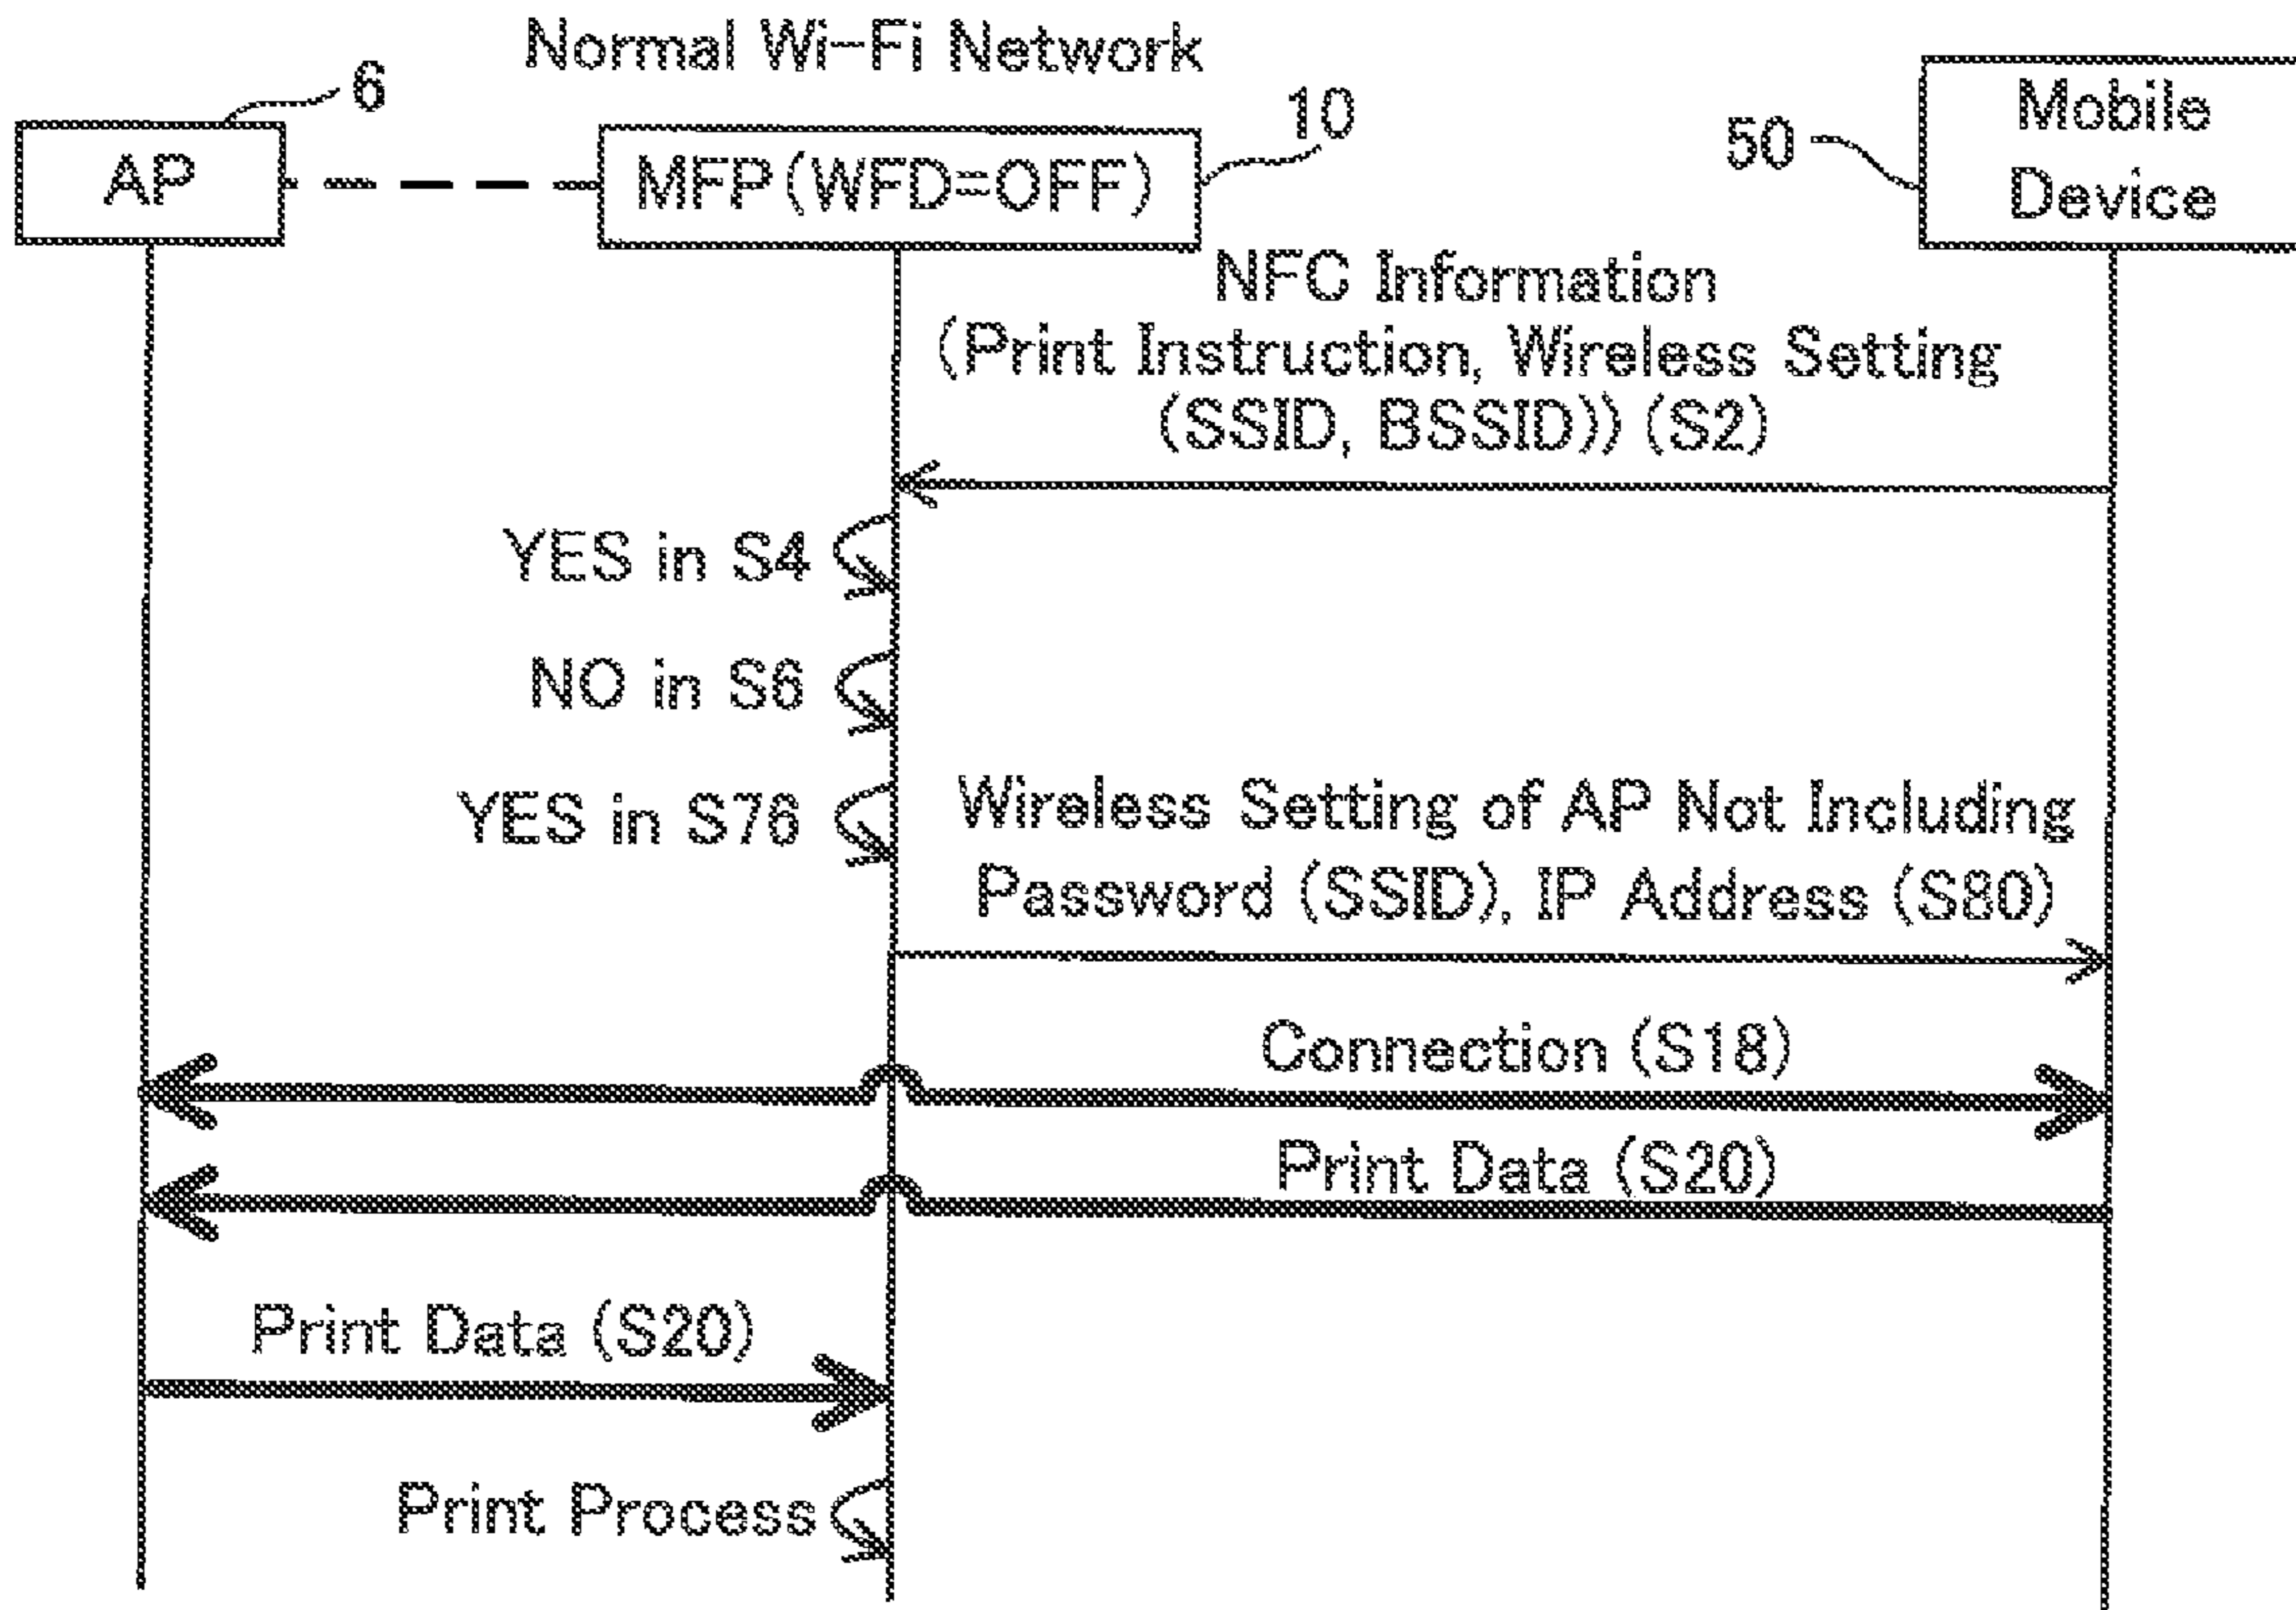 Normal Wi-Fi Network
6
AP
MFP(WFD=OFF)
10
50
Mobile
Device
NFC Information
(Print Instruction, Wireless Setting
(SSID, BSSID)) (S2)
YES in S4
NO in S6
YES in S76
Wireless Setting of AP Not Including
Password (SSID), IP Address (S80)
Connection (S18)
Print Data (S20)
Print Data (S20)
Print Process